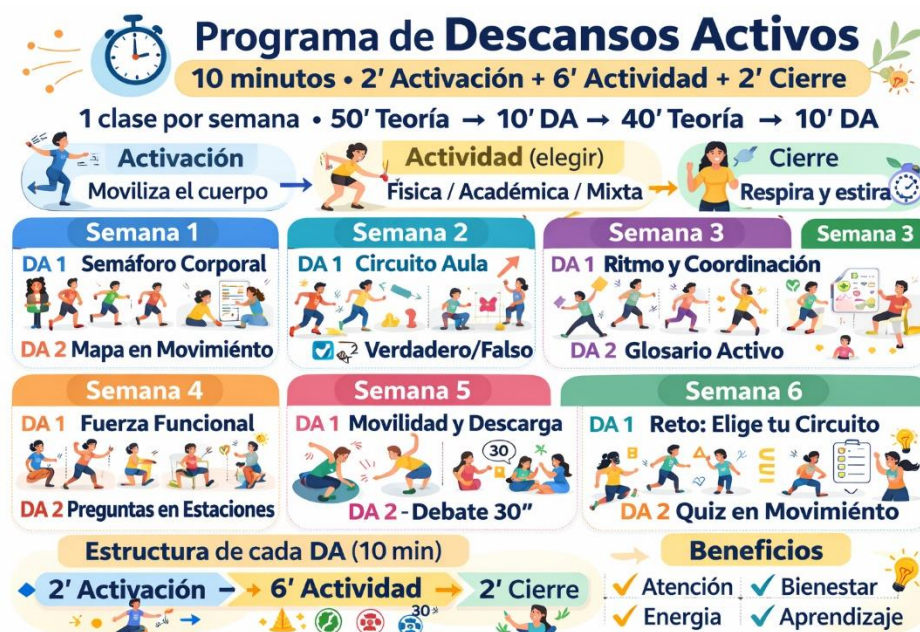 Programa de Descansos Activos
10 minutos • 2' Activación + 6' Actividad + 2' Cierre
1 clase por semana • 50' Teoría → 10' DA → 40' Teoría → 10' DA
Activación
Moviliza el cuerpo
Actividad (elegir)
Fisica / Académica / Mixta
Cierre
Respira y estira
Semana 1
DA 1 Semáforo Corporal
DA 2 Mapa en Movimiénto
Semana 2
DA 1 Circuito Aula
2 Verdadero/Falso
Semana 3
Semana 3
DA 1 Ritmo y Coordinación
DA 2 Glosario Activo
Semana 4
DA 1 Fuerza Funcional
DA 2 Preguntas en Estaciones
Semana 5
DA 1 Movilidad y Descarga
30
DA 2 - Debate 30"
Semana 6
DA 1 Reto: Elige tu Circuito
DA 2 Quiz en Movimiénto
Estructura de cada DA (10 min)
2' Activación → 6' Actividad 2' Cierre
30"
Beneficios
✓ Atención ✓ Bienestar
✓ Energia ✓ Aprendizaje